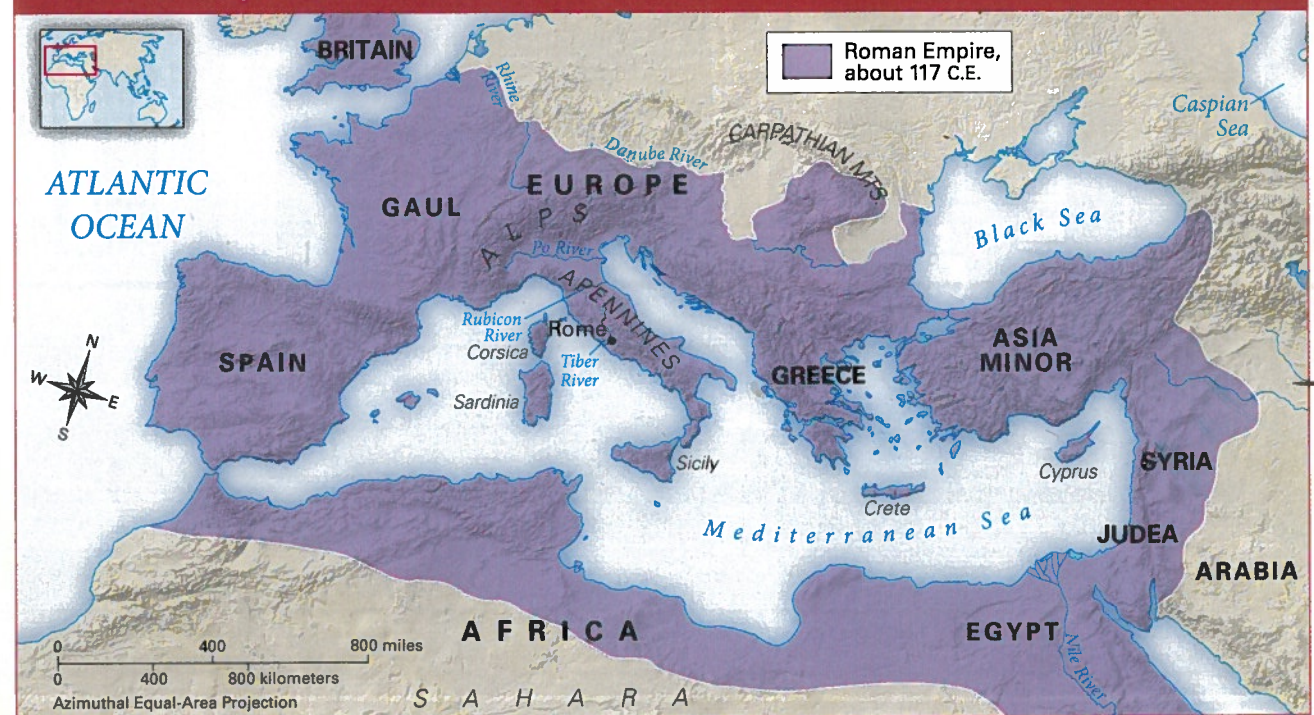 BRITAIN
Roman Empire,
about 117 C.E.
Rhine
River
Caspian
Sea
CARPATHIAN MTS.
Danube River
ATLANTIC
OCEAN
EUROPE
GAUL
ALPS
Black Sea
Po River
APENNINES
Rubicon
River
Rome
Corsica
Tiber
River
Sardinia
SPAIN
N
W
E
S
GREECE
ASIA
MINOR
Sicily
Cyprus
SYRIA
Crete
Mediterranean Sea
JUDEA
ARABIA
AFRICA
EGYPT
Nile River
0 400 800 miles
0 400 800 kilometers
Azimuthal Equal-Area Projection
SAHARA